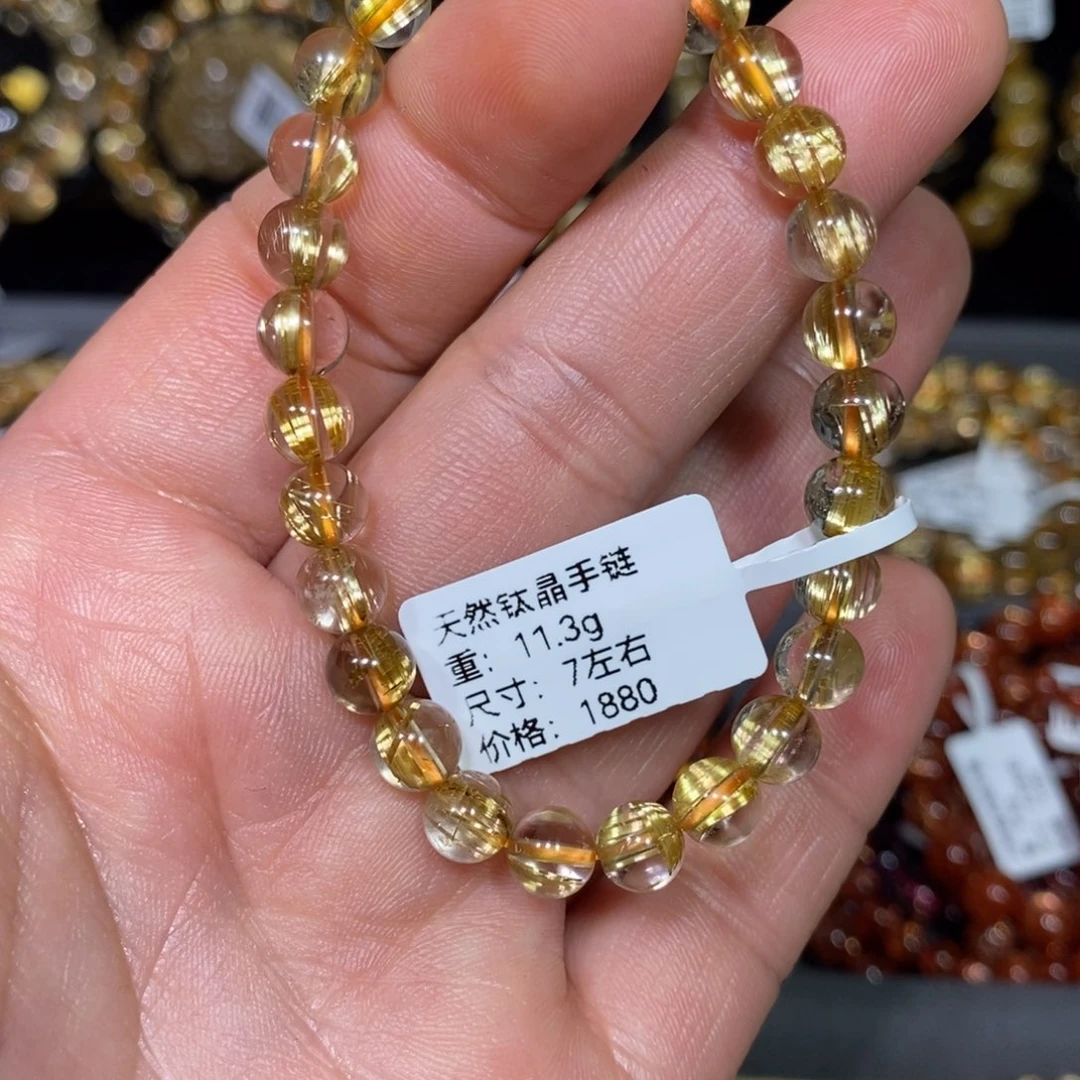 天然钛晶手链
重: 11.3g
尺寸: 7左右
价格: 1880